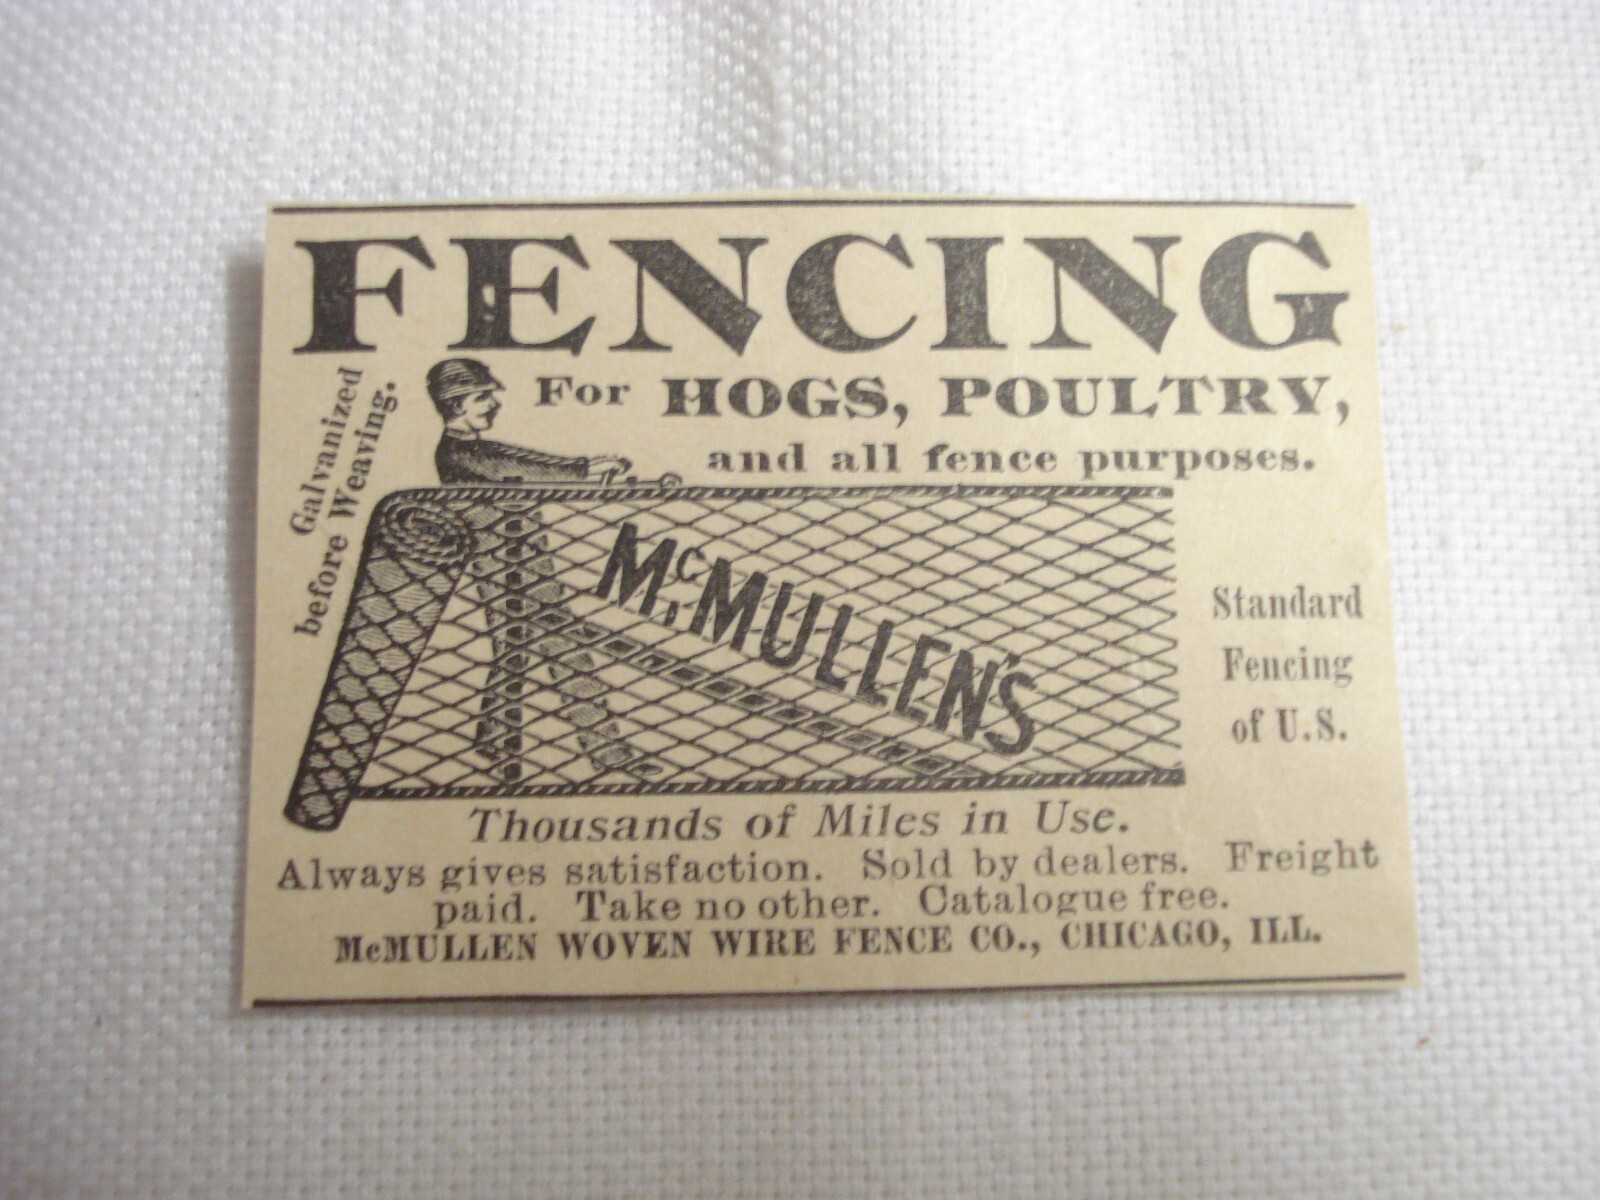 FENCING
For HOGS, POULTRY,
and all fence purposes.
Galvanized
before Weaving.
McMULLEN'S
Standard
Fencing
of U.S.
Thousands of Miles in Use.
Always gives satisfaction. Sold by dealers. Freight
paid. Take no other. Catalogue free.
McMULLEN WOVEN WIRE FENCE CO., CHICAGO, ILL.